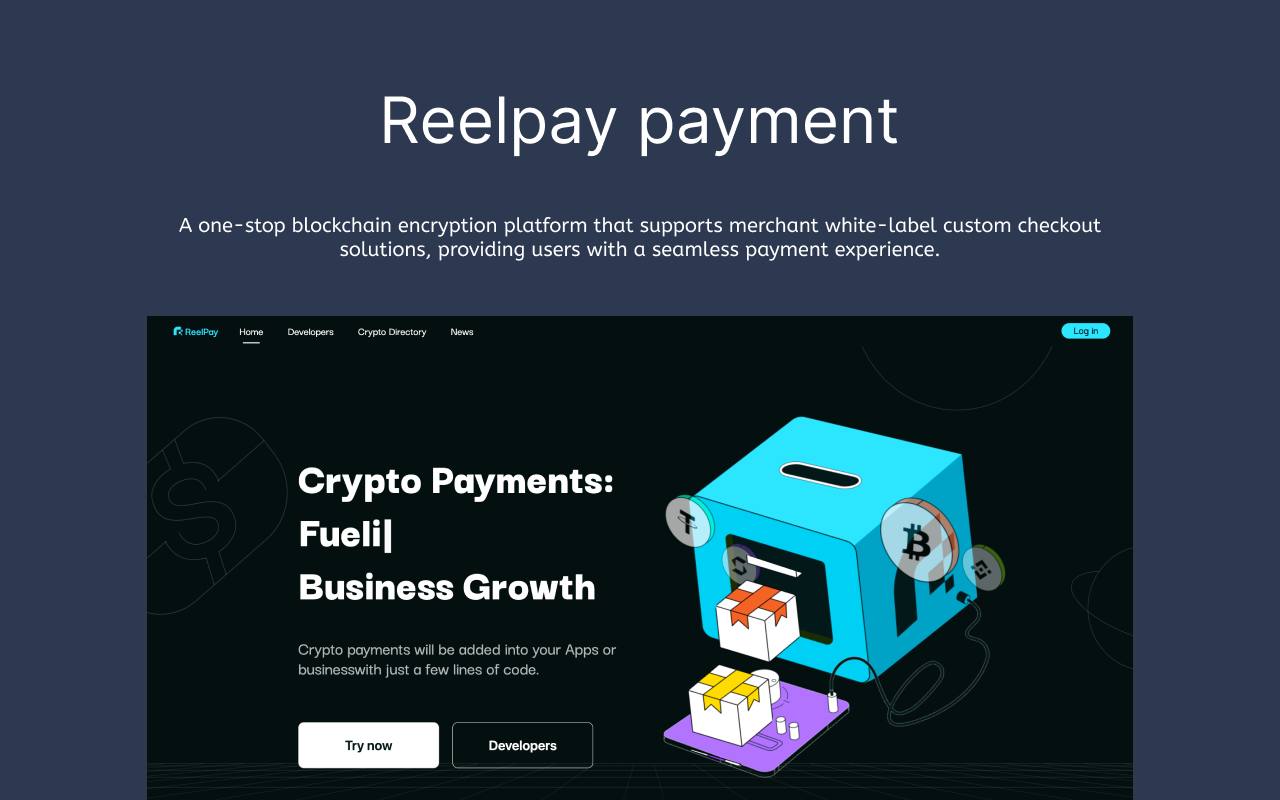 Reelpay payment
A one-stop blockchain encryption platform that supports merchant white-label custom checkout
solutions, providing users with a seamless payment experience.
ReelPay Home Developers Crypto Directory News Log in
Crypto Payments:
Fueli|
Business Growth
Crypto payments will be added into your Apps or
businesswith just a few lines of code.
Try now Developers